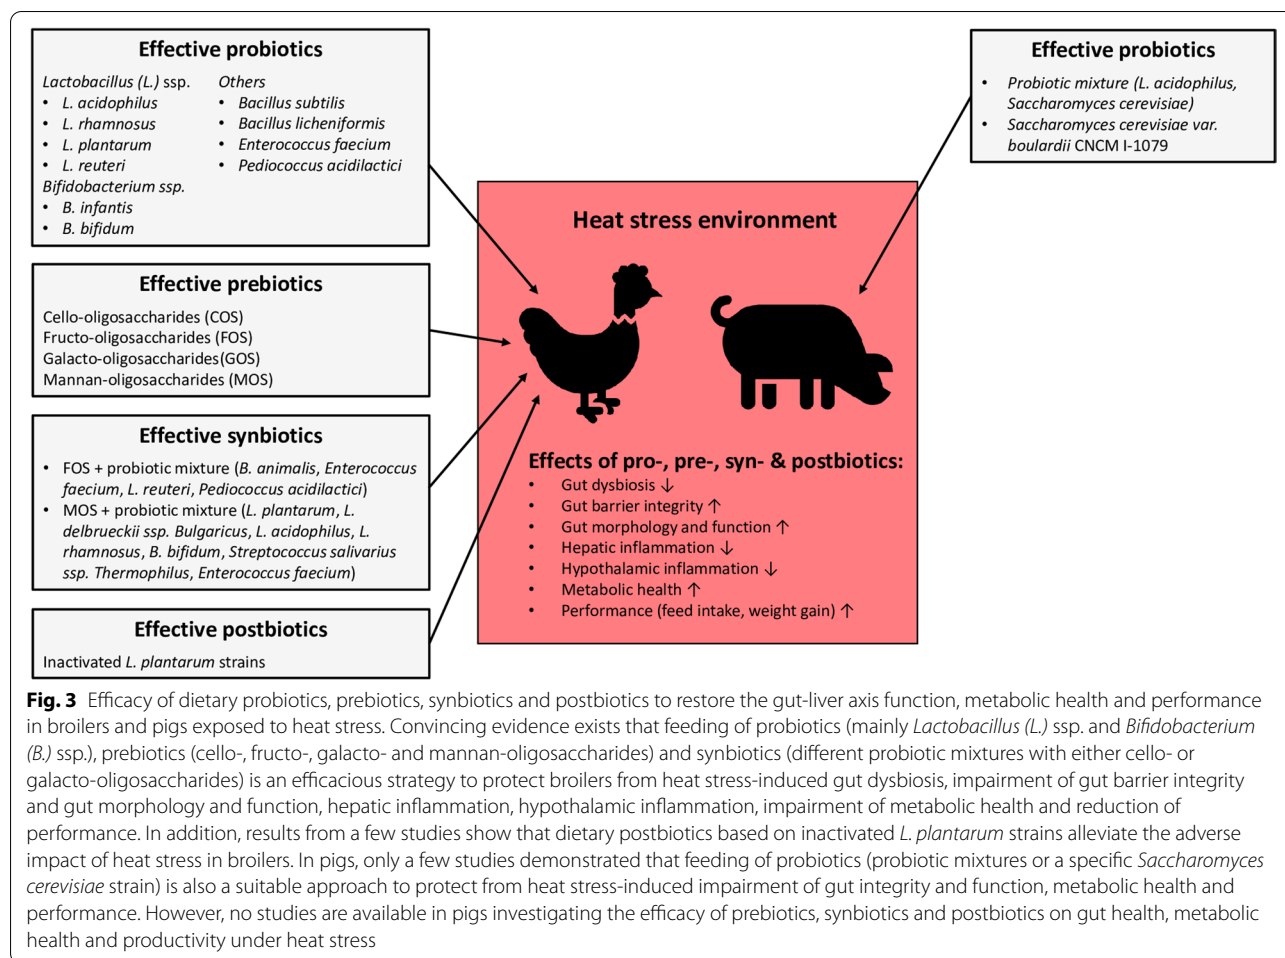 Effective probiotics
Lactobacillus (L.) ssp.
• L. acidophilus
• L. rhamnosus
• L. plantarum
• L. reuteri
Bifidobacterium ssp.
• B. infantis
• B. bifidum
Others
• Bacillus subtilis
• Bacillus licheniformis
• Enterococcus faecium
• Pediococcus acidilactici
Effective prebiotics
Cello-oligosaccharides (COS)
Fructo-oligosaccharides (FOS)
Galacto-oligosaccharides(GOS)
Mannan-oligosaccharides (MOS)
Effective synbiotics
• FOS + probiotic mixture (B. animalis, Enterococcus
faecium, L. reuteri, Pediococcus acidilactici)
• MOS + probiotic mixture (L. plantarum, L.
delbrueckii ssp. Bulgaricus, L. acidophilus, L.
rhamnosus, B. bifidum, Streptococcus salivarius
ssp. Thermophilus, Enterococcus faecium)
Effective postbiotics
Inactivated L. plantarum strains
Heat stress environment
Effects of pro-, pre-, syn- & postbiotics:
• Gut dysbiosis ↓
• Gut barrier integrity ↑
• Gut morphology and function ↑
• Hepatic inflammation ↓
• Hypothalamic inflammation ↓
• Metabolic health ↑
• Performance (feed intake, weight gain) ↑
Effective probiotics
• Probiotic mixture (L. acidophilus,
Saccharomyces cerevisiae)
• Saccharomyces cerevisiae var.
boulardii CNCM I-1079
Fig. 3 Efficacy of dietary probiotics, prebiotics, synbiotics and postbiotics to restore the gut-liver axis function, metabolic health and performance
in broilers and pigs exposed to heat stress. Convincing evidence exists that feeding of probiotics (mainly Lactobacillus (L.) ssp. and Bifidobacterium
(B.) ssp.), prebiotics (cello-, fructo-, galacto- and mannan-oligosaccharides) and synbiotics (different probiotic mixtures with either cello- or
galacto-oligosaccharides) is an efficacious strategy to protect broilers from heat stress-induced gut dysbiosis, impairment of gut barrier integrity
and gut morphology and function, hepatic inflammation, hypothalamic inflammation, impairment of metabolic health and reduction of
performance. In addition, results from a few studies show that dietary postbiotics based on inactivated L. plantarum strains alleviate the adverse
impact of heat stress in broilers. In pigs, only a few studies demonstrated that feeding of probiotics (probiotic mixtures or a specific Saccharomyces
cerevisiae strain) is also a suitable approach to protect from heat stress-induced impairment of gut integrity and function, metabolic health and
performance. However, no studies are available in pigs investigating the efficacy of prebiotics, synbiotics and postbiotics on gut health, metabolic
health and productivity under heat stress